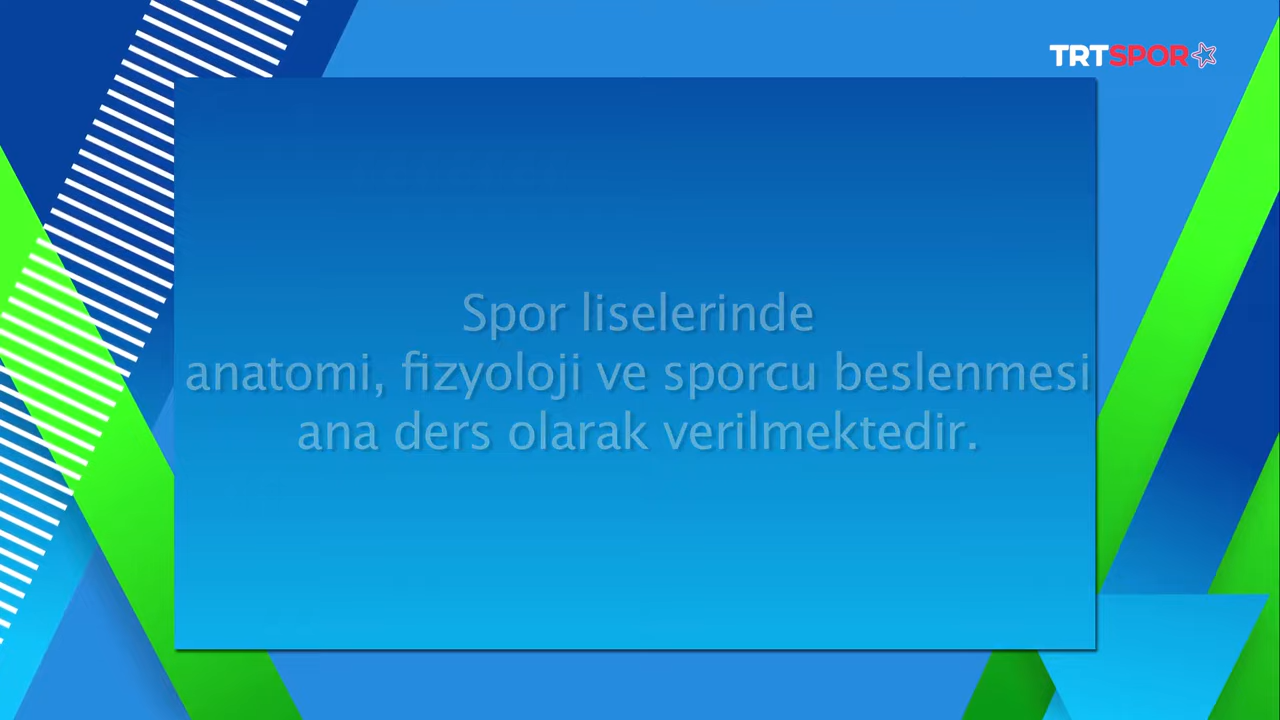 TRTSPOR
Spor liselerinde
anatomi, fizyoloji ve sporcu beslenmesi
ana ders olarak verilmektedir.